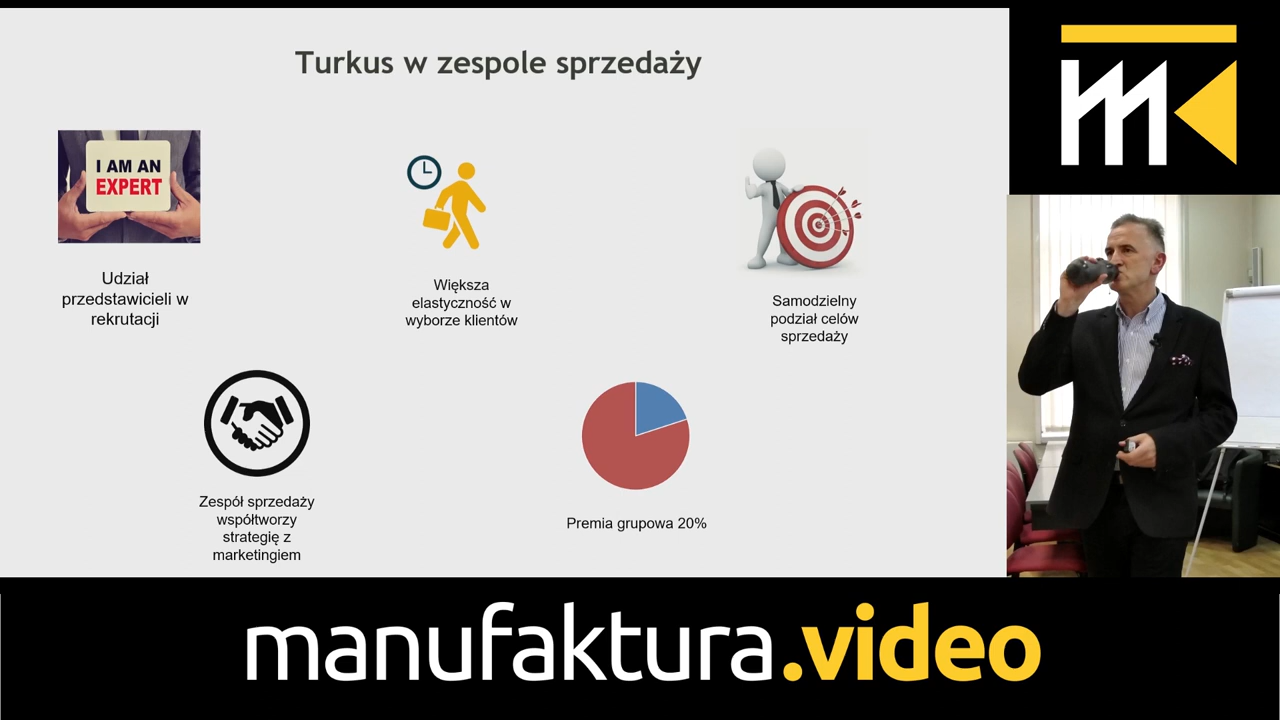 Turkus w zespole sprzedaży
I AM AN
EXPERT
Udział
przedstawicieli w
rekrutacji
Większa
elastyczność w
wyborze klientów
Samodzielny
podział celów
sprzedaży
Zespół sprzedaży
współtworzy
strategię z
marketingiem
Premia grupowa 20%
manufaktura.video